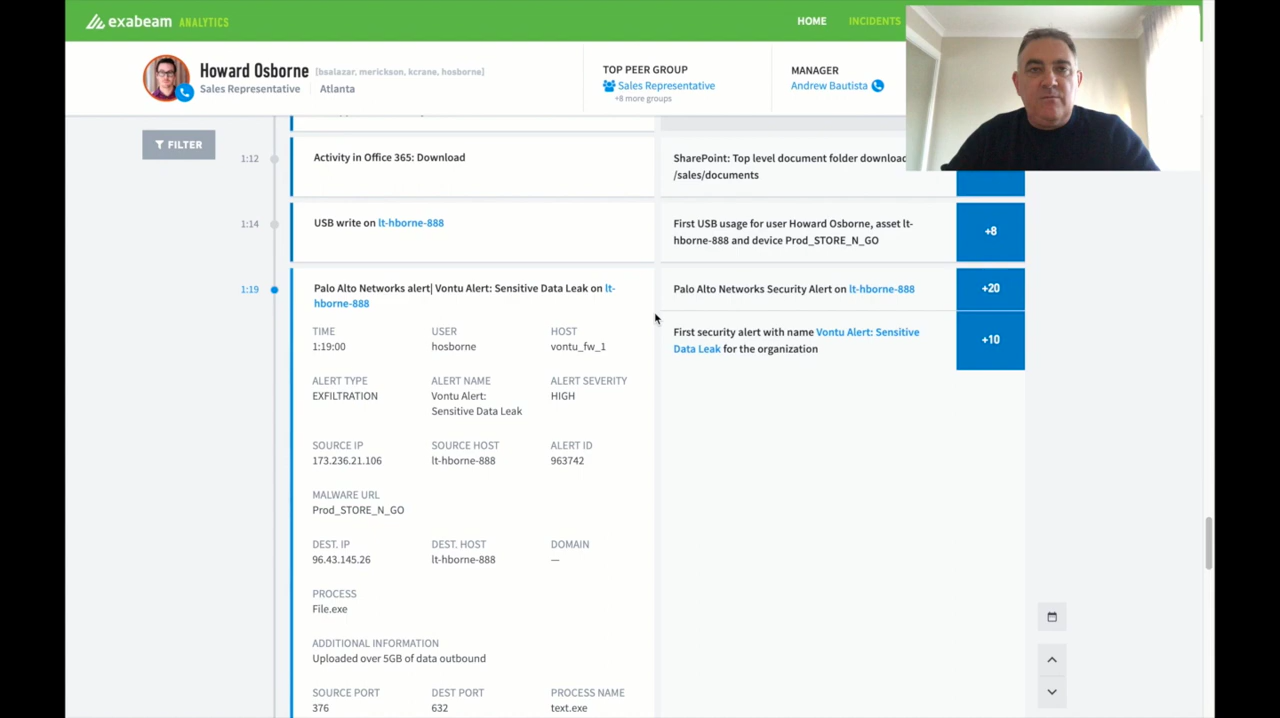 exabeam ANALYTICS
HOME
INCIDENTS
Howard Osborne [bsalazar, merickson, kcrane, hosborne]
Sales Representative
Atlanta
TOP PEER GROUP
Sales Representative
+8 more groups
MANAGER
Andrew Bautista
FILTER
1:12
Activity in Office 365: Download
SharePoint: Top level document folder download
/sales/documents
1:14
USB write on lt-hborne-888
First USB usage for user Howard Osborne, asset lt-
hborne-888 and device Prod_STORE_N_GO
+8
1:19
Palo Alto Networks alert| Vontu Alert: Sensitive Data Leak on lt-
hborne-888
Palo Alto Networks Security Alert on lt-hborne-888
+20
First security alert with name Vontu Alert: Sensitive
Data Leak for the organization
+10
TIME USER HOST
1:19:00 hosborne vontu_fw_1
ALERT TYPE ALERT NAME ALERT SEVERITY
EXFILTRATION Vontu Alert: HIGH
Sensitive Data Leak
SOURCE IP SOURCE HOST ALERT ID
173.236.21.106 lt-hborne-888 963742
MALWARE URL
Prod_STORE_N_GO
DEST. IP DEST. HOST DOMAIN
96.43.145.26 lt-hborne-888 —
PROCESS
File.exe
ADDITIONAL INFORMATION
Uploaded over 5GB of data outbound
SOURCE PORT DEST PORT PROCESS NAME
376 632 text.exe